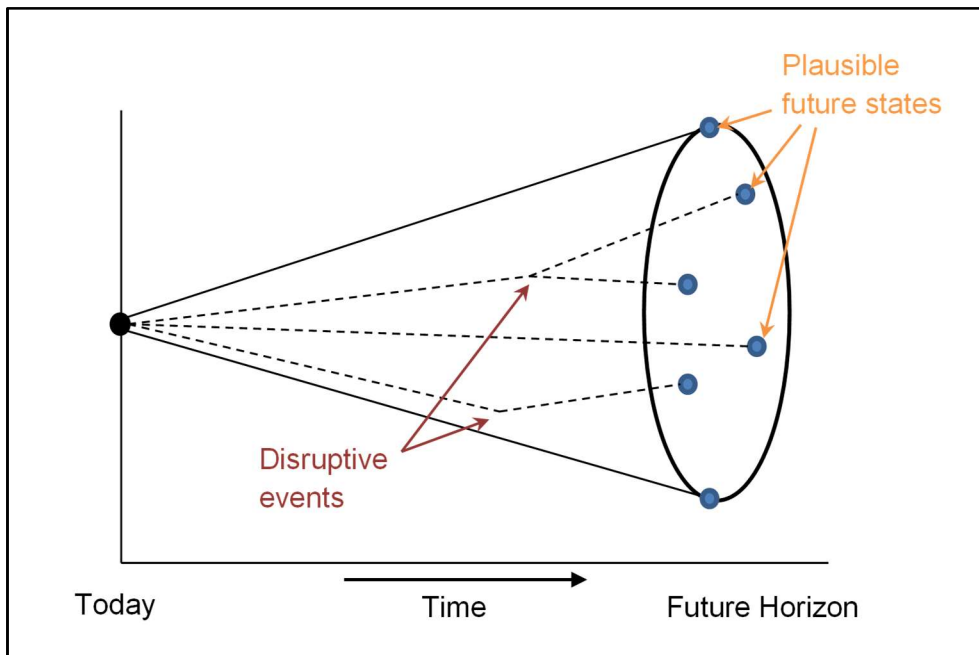 Plausible
future states
Disruptive
events
Today
Time
Future Horizon